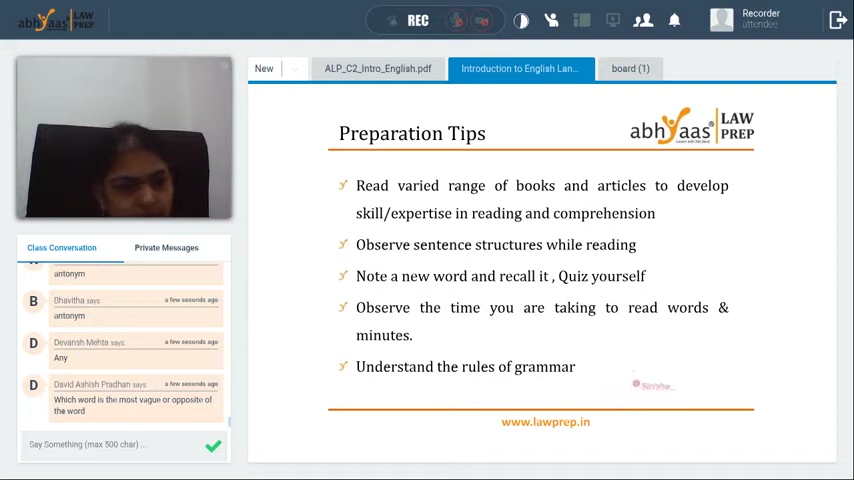 abhyaas LAW PREP
REC
Recorder
attendee
New
ALP_C2_Intro_English.pdf
Introduction to English Lan...
board (1)
Preparation Tips
abhyaas LAW PREP
Read varied range of books and articles to develop
skill/expertise in reading and comprehension
Observe sentence structures while reading
Note a new word and recall it , Quiz yourself
Observe the time you are taking to read words &
minutes.
Understand the rules of grammar
www.lawprep.in
Class Conversation
Private Messages
antonym
B
Bhavitha says: a few seconds ago
antonym
D
Devansh Mehta says: a few seconds ago
Any
D
David Ashish Pradhan says: a few seconds ago
Which word is the most vague or opposite of
the word
Say Something (max 500 char) ...